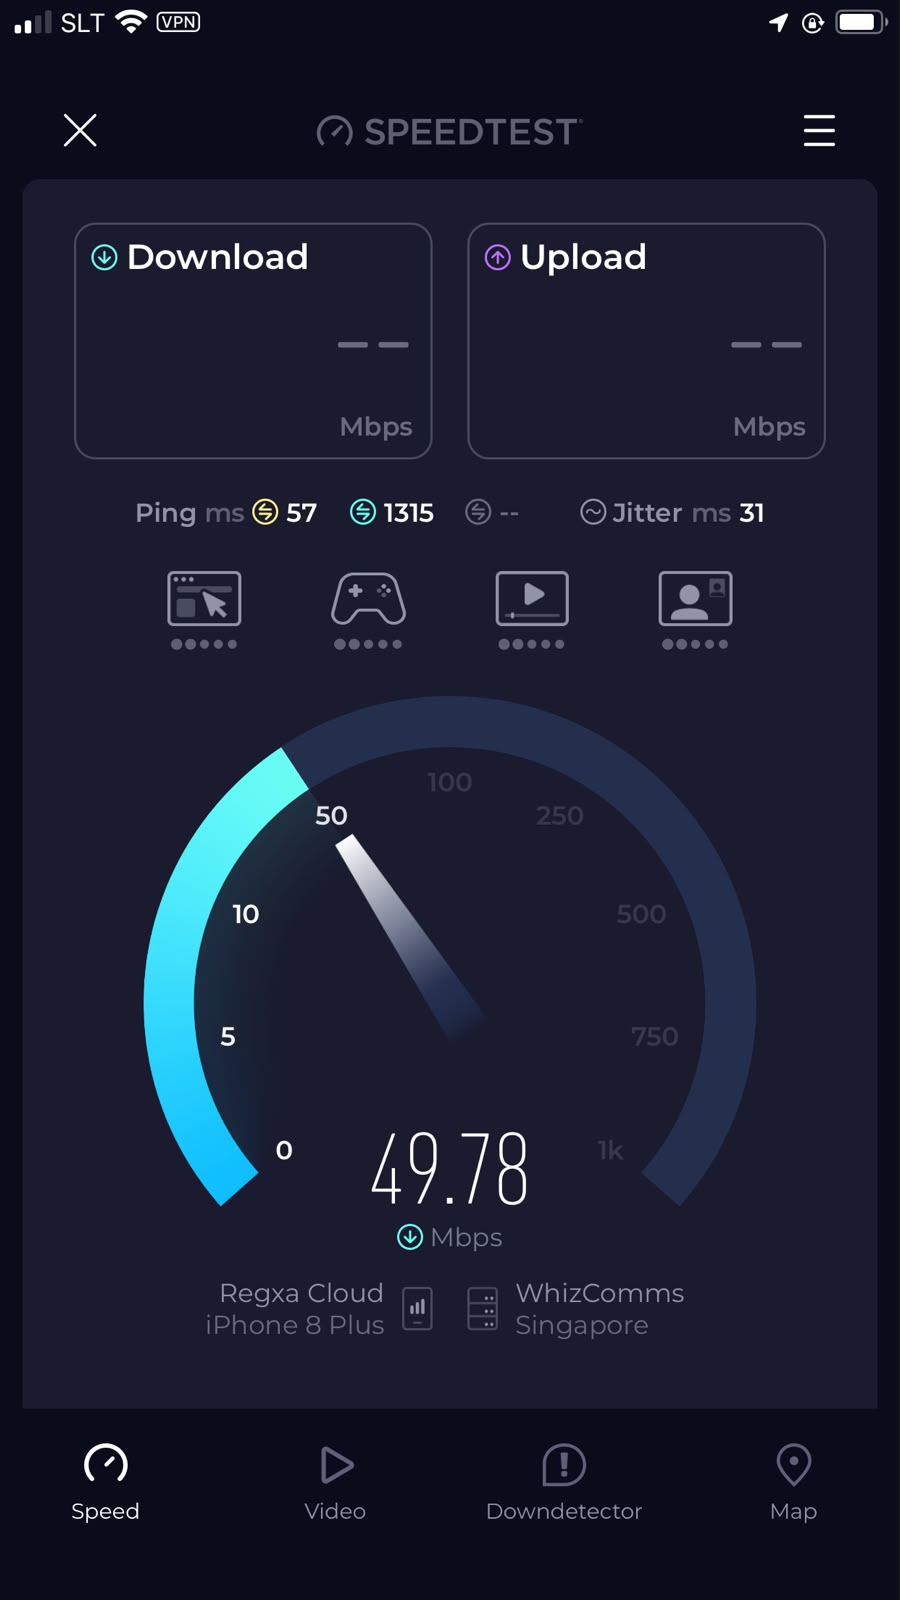 SLT VPN
SPEEDTEST
Download
Upload
-- --
Mbps
Mbps
Ping ms 57 1315 -- Jitter ms 31
100
50
250
10
500
5
750
0
1k
49.78
Mbps
Regxa Cloud
iPhone 8 Plus
WhizComms
Singapore
Speed
Video
Downdetector
Map